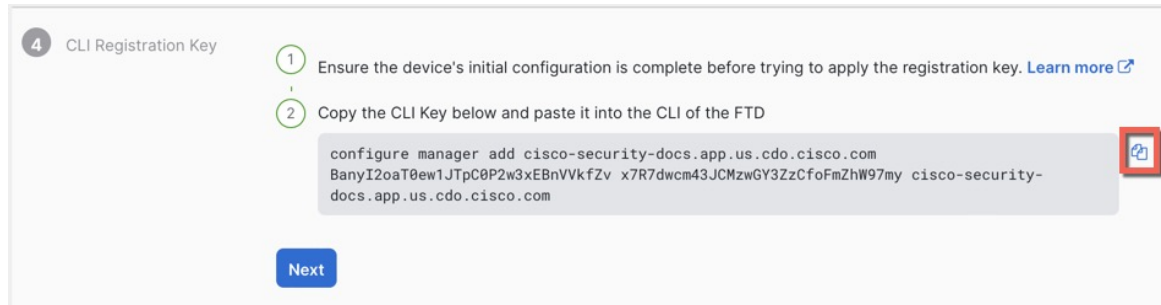 4 CLI Registration Key
1 Ensure the device's initial configuration is complete before trying to apply the registration key. Learn more
2 Copy the CLI Key below and paste it into the CLI of the FTD
configure manager add cisco-security-docs.app.us.cdo.cisco.com
BanyI2oaT0ew1JTpC0P2w3xEBnVVkfZv x7R7dwcm43JCMzwGY3ZzCfoFmZhW97my cisco-security-
docs.app.us.cdo.cisco.com
Next